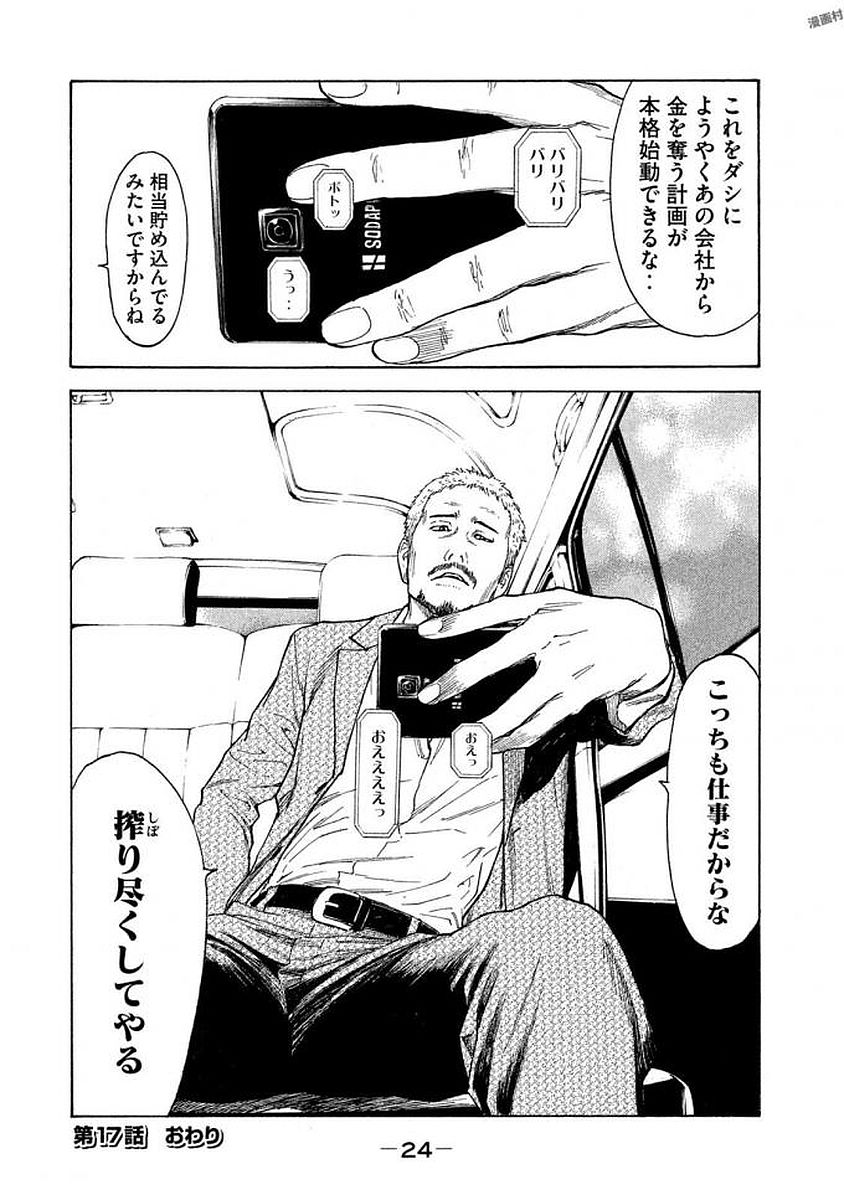 漫画村
これをダシに
ようやくあの会社から
金を奪う計画が
本格始動できるな‥
バリバリ
バリ
ボトッ
うっ‥
SODAP
相当貯め込んでる
みたいですからね
こっちも仕事だからな
おえっ
おええええっ
搾り尽くしてやる
しぼ
第17話 おわり
—24—